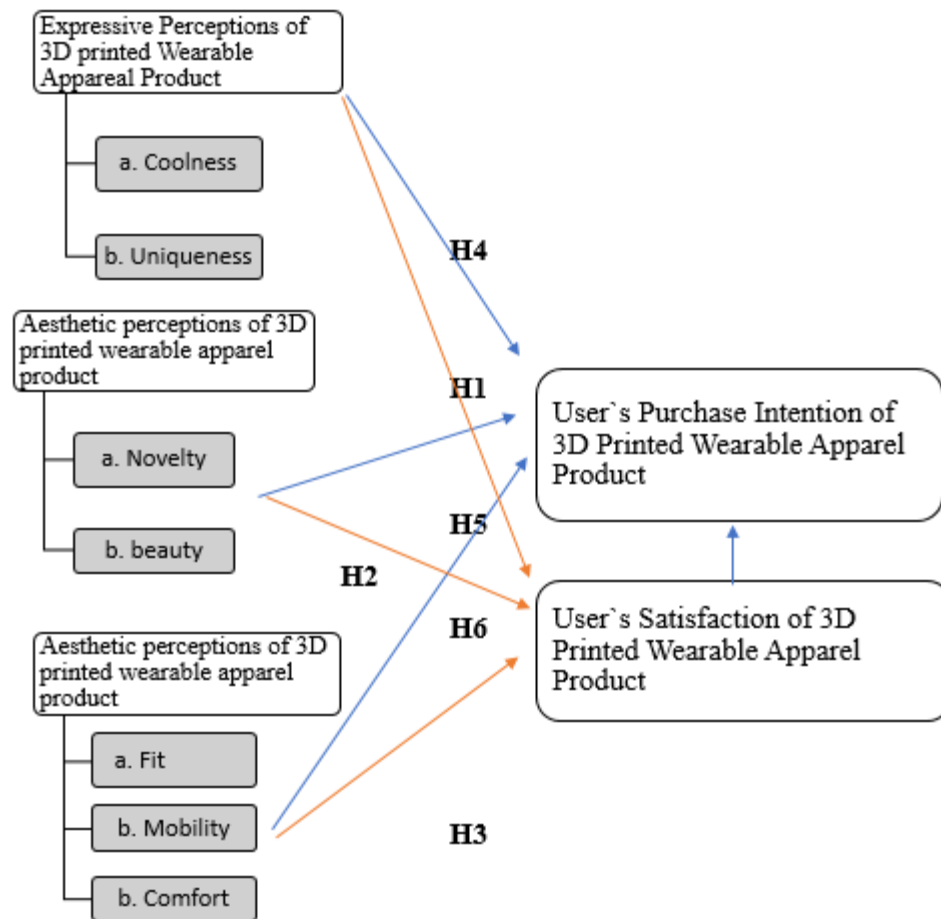 Expressive Perceptions of
3D printed Wearable
Appareal Product
a. Coolness
b. Uniqueness
H4
Aesthetic perceptions of 3D
printed wearable apparel
product
a. Novelty
b. beauty
H1
User`s Purchase Intention of
3D Printed Wearable Apparel
Product
H5
H2
Aesthetic perceptions of 3D
printed wearable apparel
product
a. Fit
b. Mobility
b. Comfort
H6
User`s Satisfaction of 3D
Printed Wearable Apparel
Product
H3